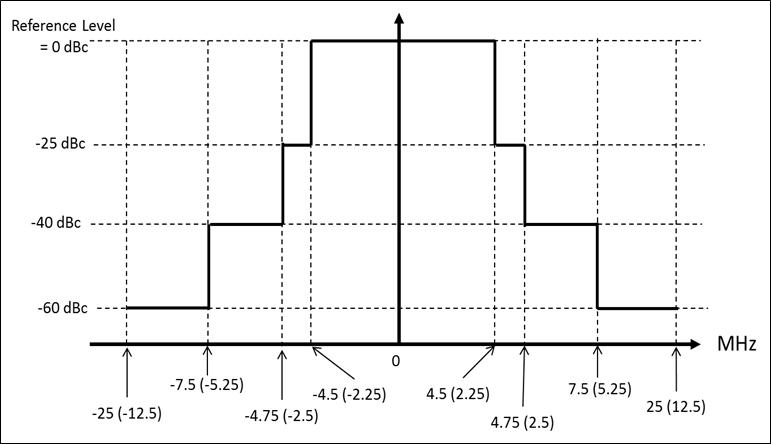 Reference Level
= 0 dBc
-25 dBc
-40 dBc
-60 dBc
MHz
0
-25 (-12.5)
-7.5 (-5.25)
-4.75 (-2.5)
-4.5 (-2.25)
4.5 (2.25)
4.75 (2.5)
7.5 (5.25)
25 (12.5)